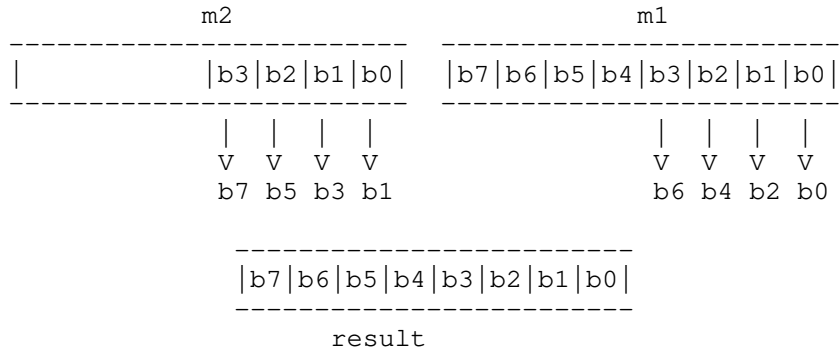 m2 m1
-------------------------- --------------------------
| |b3|b2|b1|b0| |b7|b6|b5|b4|b3|b2|b1|b0|
-------------------------- --------------------------
| | | | | | | |
V V V V V V V V
b7 b5 b3 b1 b6 b4 b2 b0
--------------------------
|b7|b6|b5|b4|b3|b2|b1|b0|
--------------------------
result